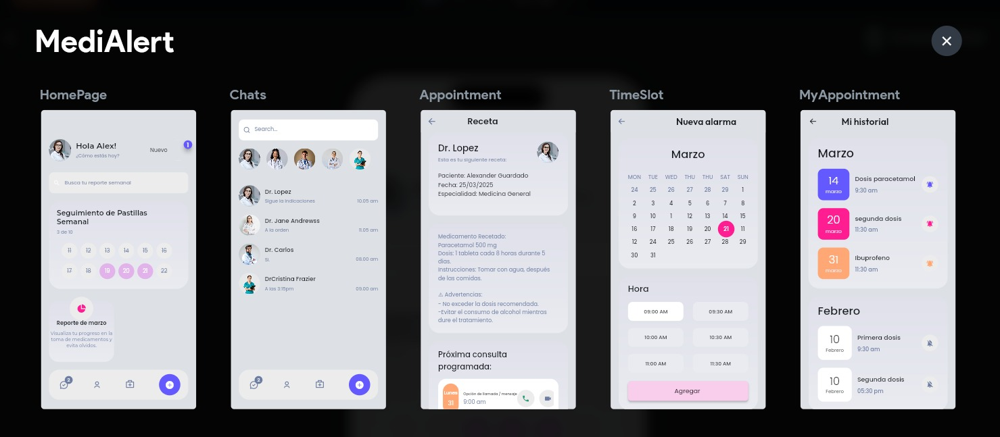 MediAlert
HomePage
Hola Alex!
¿Cómo estás hoy?
Nuevo
1
Busca tu reporte semanal
Seguimiento de Pastillas
Semanal
3 de 10
11 12 13 14 15 16
17 18 19 20 21 22
Reporte de marzo
Visualiza tu progreso en la
toma de medicamentos y
evita olvidos.
2
Chats
Search...
Dr. Lopez
Sigue la indicaciones 10.05 am
Dr. Jane Andrewss
A la orden 11.05 am
Dr. Carlos
Si. 08.00 am
DrCristina Frazier
A las 3:15pm 09.00 am
2
Appointment
Receta
Dr. Lopez
Esta es tu siguiente receta:
Paciente: Alexander Guardado
Fecha: 25/03/2025
Especialidad: Medicina General
Medicamento Recetado:
Paracetamol 500 mg
Dosis: 1 tableta cada 8 horas durante 5
días.
Instrucciones: Tomar con agua, después
de las comidas.
⚠ Advertencias:
- No exceder la dosis recomendada.
-Evitar el consumo de alcohol mientras
dure el tratamiento.
Próxima consulta
programada:
Lunes
31
Opción de llamada / mensaje
9:00 am
TimeSlot
Nueva alarma
Marzo
MON TUE WED THU THU SAT SUN
24 25 26 27 28 29 1
2 3 4 5 6 7 8
9 10 1 12 13 14 15
16 17 18 19 20 21 11
12 24 25 26 27 28 29
30 31
Hora
09:00 AM 09:30 AM
10:00 AM 10:30 AM
11:00 AM 11:30 AM
Agregar
MyAppointment
Mi historial
Marzo
14
marzo
Dosis paracetamol
9:30 am
20
marzo
segunda dosis
11:30 am
31
marzo
Ibuprofeno
11:30 am
Febrero
10
Febrero
Primera dosis
9:30 am
10
Febrero
Segunda dosis
05:30 pm